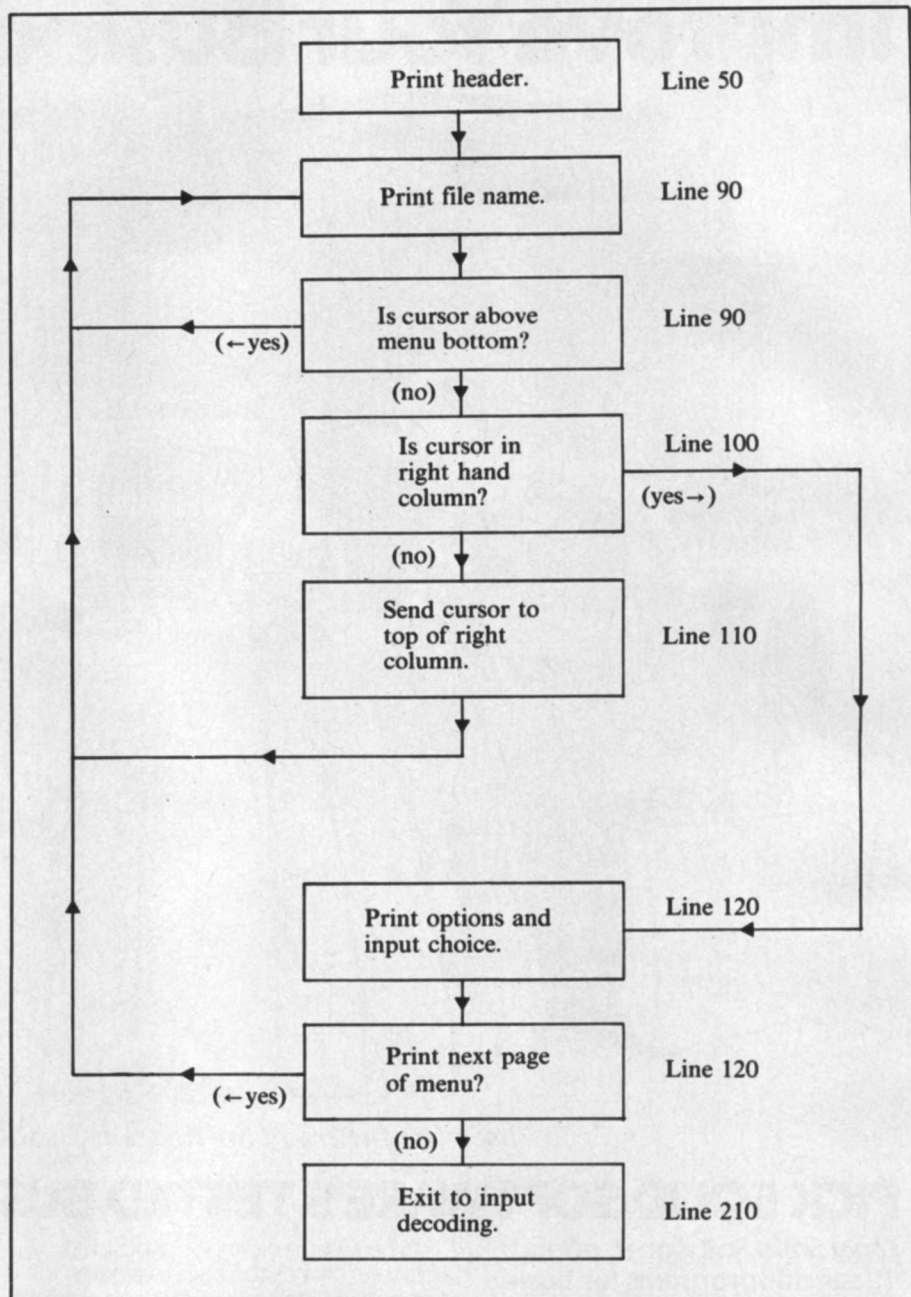 Print header.
Line 50
Print file name.
Line 90
Is cursor above
menu bottom?
Line 90
(←yes)
(no)
Is cursor in
right hand
column?
Line 100
(yes→)
(no)
Send cursor to
top of right
column.
Line 110
Print options and
input choice.
Line 120
Print next page
of menu?
Line 120
(←yes)
(no)
Exit to input
decoding.
Line 210